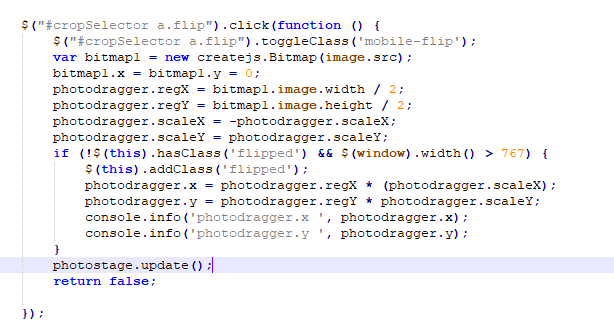 $("#cropSelector a.flip").click(function () {
    $("#cropSelector a.flip").toggleClass('mobile-flip');
    var bitmap1 = new createjs.Bitmap(image.src);
    bitmap1.x = bitmap1.y = 0;
    photodragger.regX = bitmap1.image.width / 2;
    photodragger.regY = bitmap1.image.height / 2;
    photodragger.scaleX = -photodragger.scaleX;
    photodragger.scaleY = photodragger.scaleY;
    if (!$(this).hasClass('flipped') && $(window).width() > 767) {
        $(this).addClass('flipped');
        photodragger.x = photodragger.regX * (photodragger.scaleX);
        photodragger.y = photodragger.regY * photodragger.scaleY;
        console.info('photodragger.x ', photodragger.x);
        console.info('photodragger.y ', photodragger.y);
    }
    photostage.update();
    return false;
});